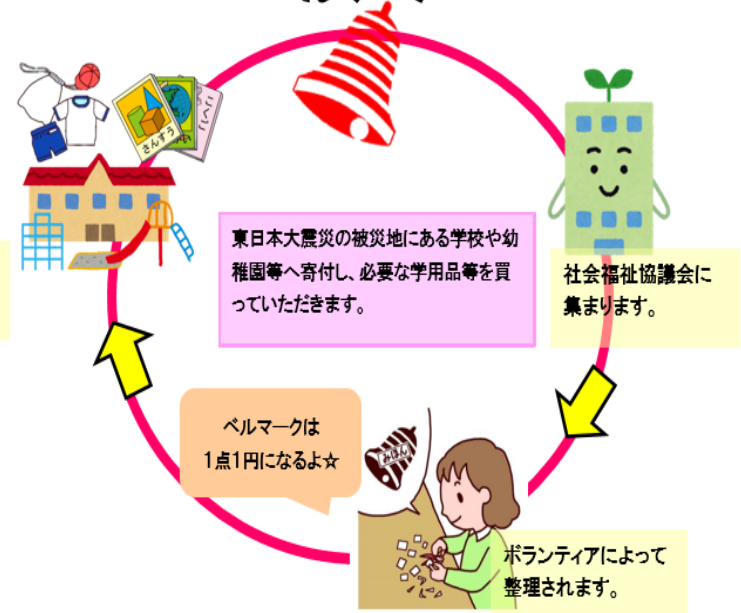 さんすう
こくご
東日本大震災の被災地にある学校や幼
稚園等へ寄付し、必要な学用品等を買
っていただきます。
社会福祉協議会に
集まります。
ベルマークは
1点1円になるよ☆
みほん
ボランティアによって
整理されます。